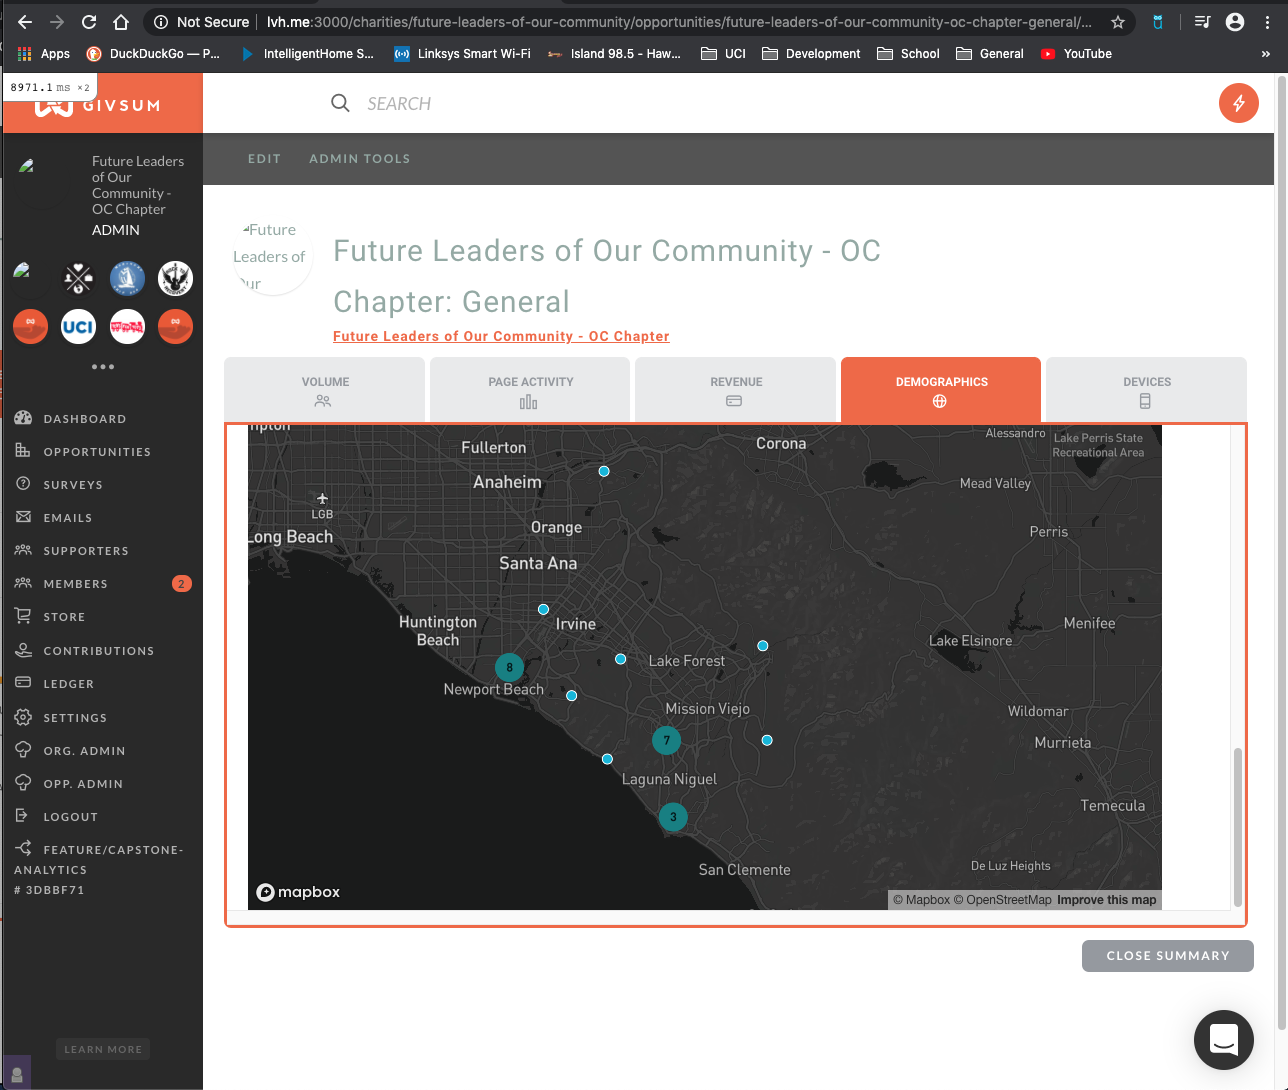 Not Secure | lvh.me:3000/charities/future-leaders-of-our-community/opportunities/future-leaders-of-our-community-oc-chapter-general/...
Apps DuckDuckGo — P... IntelligentHome S... Linksys Smart Wi-Fi Island 98.5 - Haw... UCI Development School General YouTube »
8971.1 ms ×2
GIVSUM
SEARCH
EDIT ADMIN TOOLS
Future Leaders
of Our
Community -
OC Chapter
ADMIN
UCI
•••
DASHBOARD
OPPORTUNITIES
SURVEYS
EMAILS
SUPPORTERS
MEMBERS 2
STORE
CONTRIBUTIONS
LEDGER
SETTINGS
ORG. ADMIN
OPP. ADMIN
LOGOUT
FEATURE/CAPSTONE-
ANALYTICS
# 3DBBF71
LEARN MORE
Future
Leaders of
Our
Future Leaders of Our Community - OC
Chapter: General
Future Leaders of Our Community - OC Chapter
VOLUME PAGE ACTIVITY REVENUE DEMOGRAPHICS DEVICES
Fullerton
Corona
Alessandro
Lake Perris State
Recreational Area
Anaheim
Mead Valley
LGB
Orange
Perris
Long Beach
Santa Ana
Huntington
Beach
Irvine
Menifee
Lake Elsinore
8
Lake Forest
Newport Beach
Mission Viejo
Wildomar
7
Murrieta
Laguna Niguel
Temecula
3
San Clemente
De Luz Heights
mapbox
© Mapbox © OpenStreetMap Improve this map
CLOSE SUMMARY